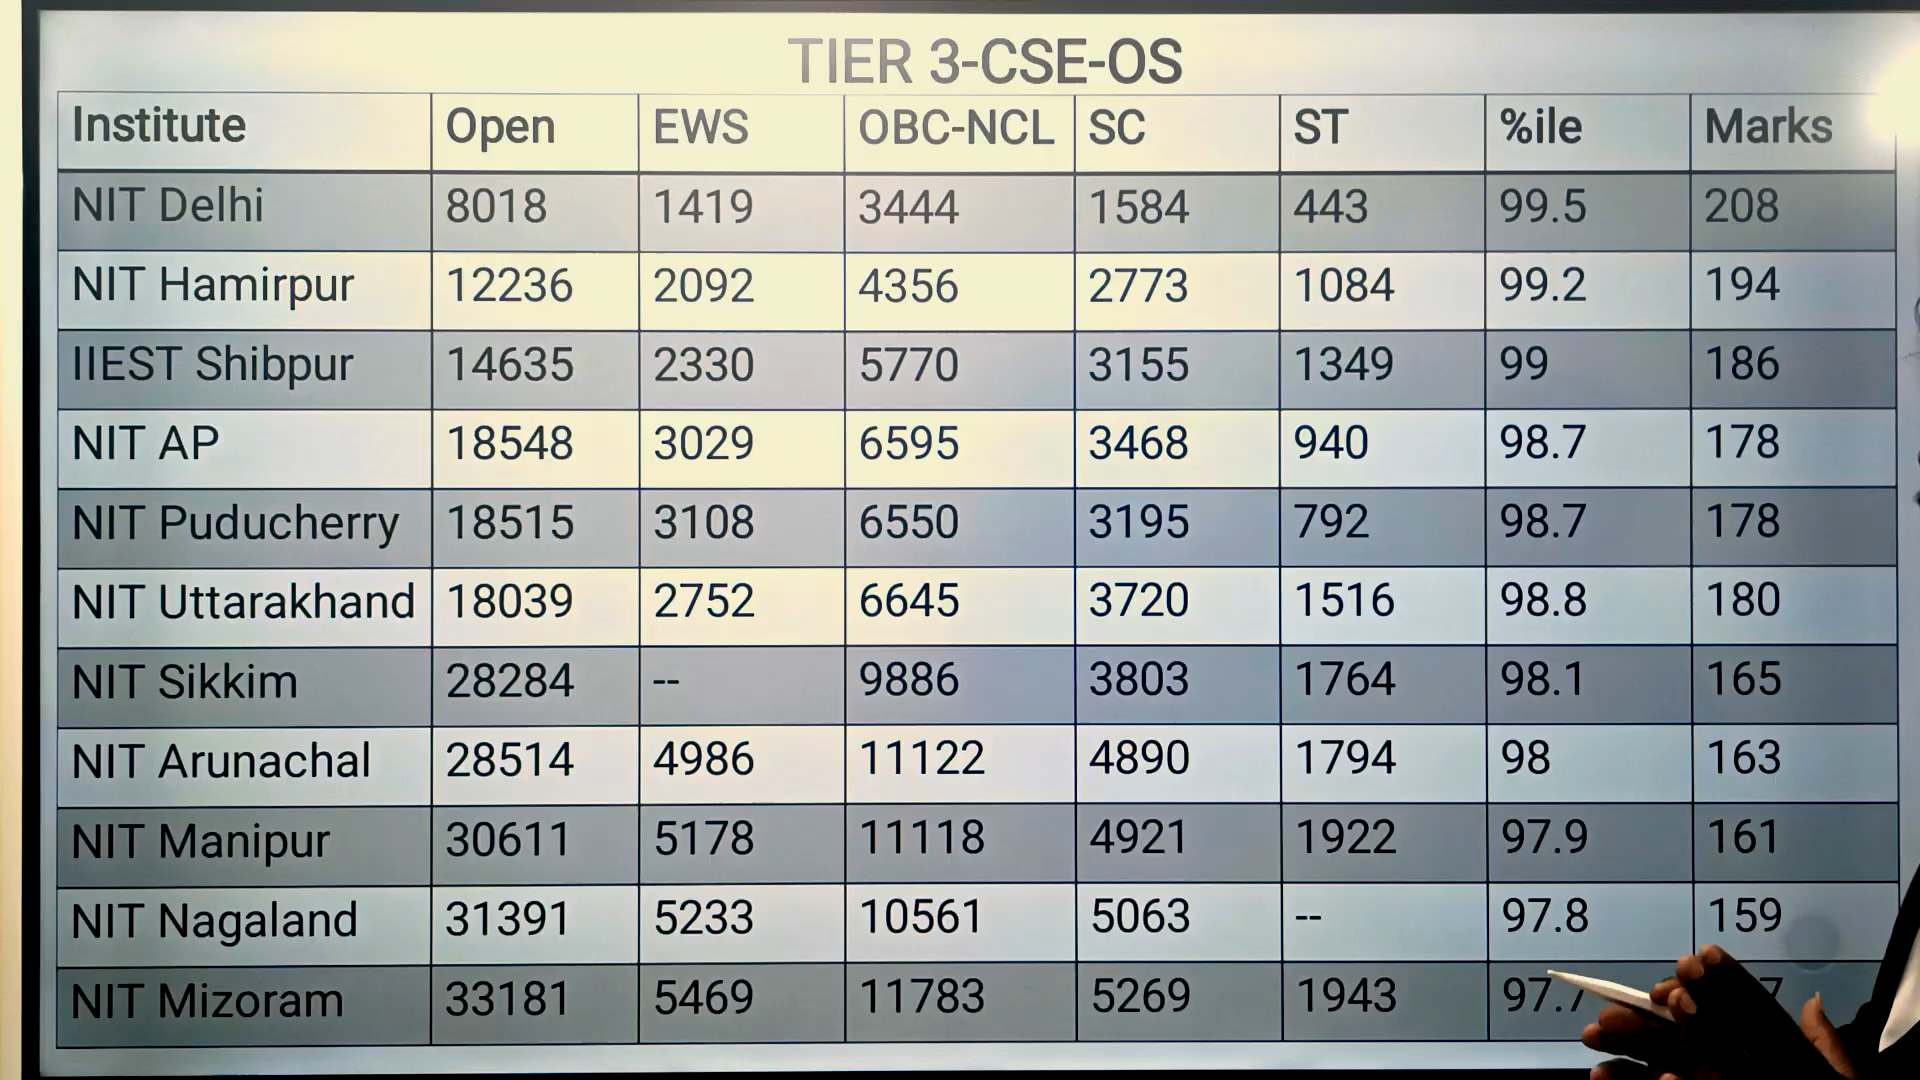 TIER 3-CSE-OS
Institute Open EWS OBC-NCL SC ST %ile Marks
NIT Delhi 8018 1419 3444 1584 443 99.5 208
NIT Hamirpur 12236 2092 4356 2773 1084 99.2 194
IIEST Shibpur 14635 2330 5770 3155 1349 99 186
NIT AP 18548 3029 6595 3468 940 98.7 178
NIT Puducherry 18515 3108 6550 3195 792 98.7 178
NIT Uttarakhand 18039 2752 6645 3720 1516 98.8 180
NIT Sikkim 28284 -- 9886 3803 1764 98.1 165
NIT Arunachal 28514 4986 11122 4890 1794 98 163
NIT Manipur 30611 5178 11118 4921 1922 97.9 161
NIT Nagaland 31391 5233 10561 5063 -- 97.8 159
NIT Mizoram 33181 5469 11783 5269 1943 97.7